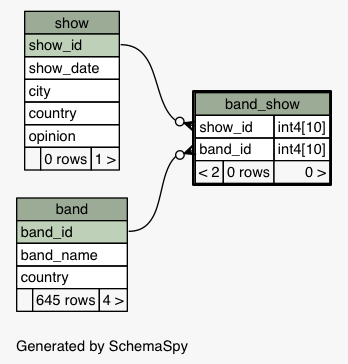 show
show_id
show_date
city
country
opinion
0 rows 1 >
band_show
show_id int4[10]
band_id int4[10]
< 2 0 rows 0 >
band
band_id
band_name
country
645 rows 4 >
Generated by SchemaSpy